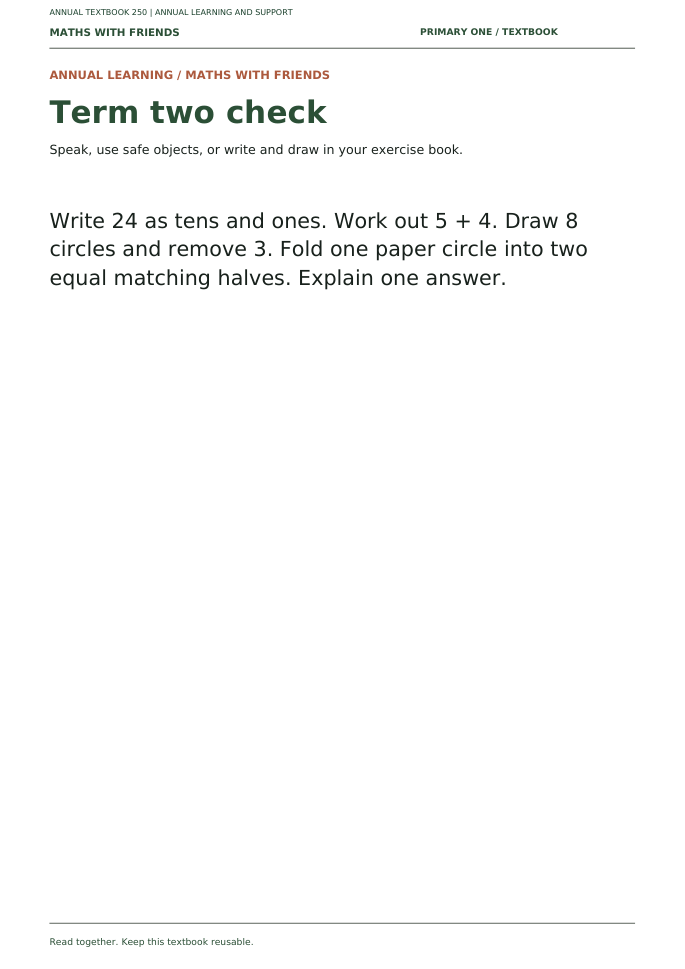 ANNUAL TEXTBOOK 250 | ANNUAL LEARNING AND SUPPORT
MATHS WITH FRIENDS
PRIMARY ONE / TEXTBOOK
ANNUAL LEARNING / MATHS WITH FRIENDS
Term two check
Speak, use safe objects, or write and draw in your exercise book.
Write 24 as tens and ones. Work out 5 + 4. Draw 8
circles and remove 3. Fold one paper circle into two
equal matching halves. Explain one answer.
Read together. Keep this textbook reusable.